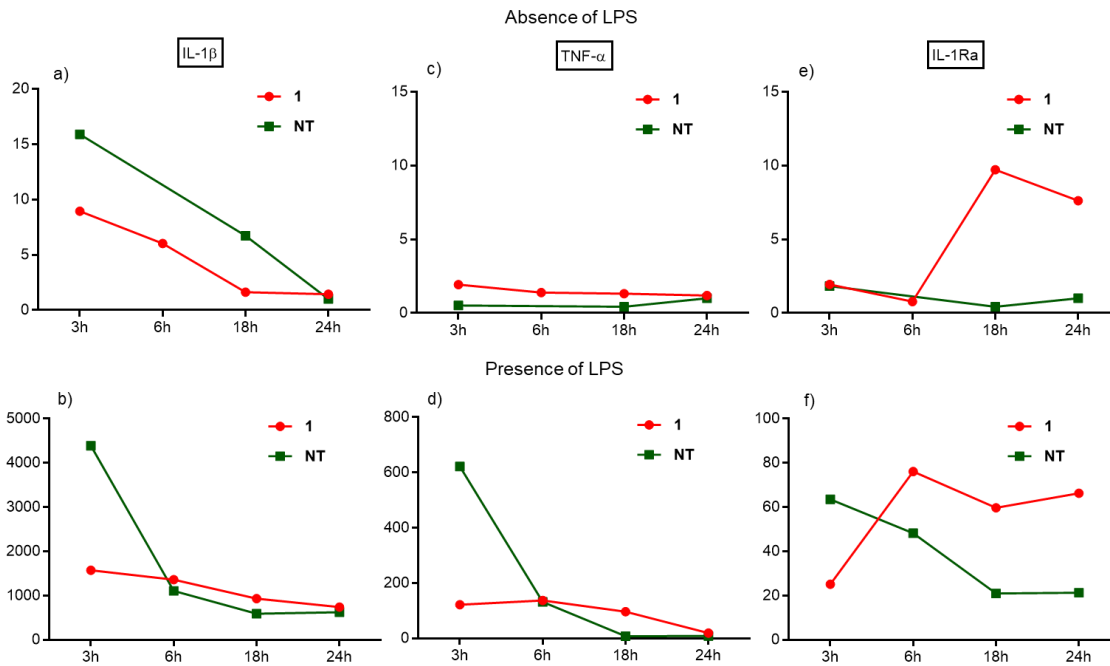 Absence of LPS
IL-1β
TNF-α
IL-1Ra
a)
20
15
10
5
0
3h 6h 18h 24h
1
NT
c)
15
10
5
0
3h 6h 18h 24h
1
NT
e)
15
10
5
0
3h 6h 18h 24h
1
NT
Presence of LPS
b)
5000
4000
3000
2000
1000
0
3h 6h 18h 24h
1
NT
d)
800
600
400
200
0
3h 6h 18h 24h
1
NT
f)
100
80
60
40
20
0
3h 6h 18h 24h
1
NT